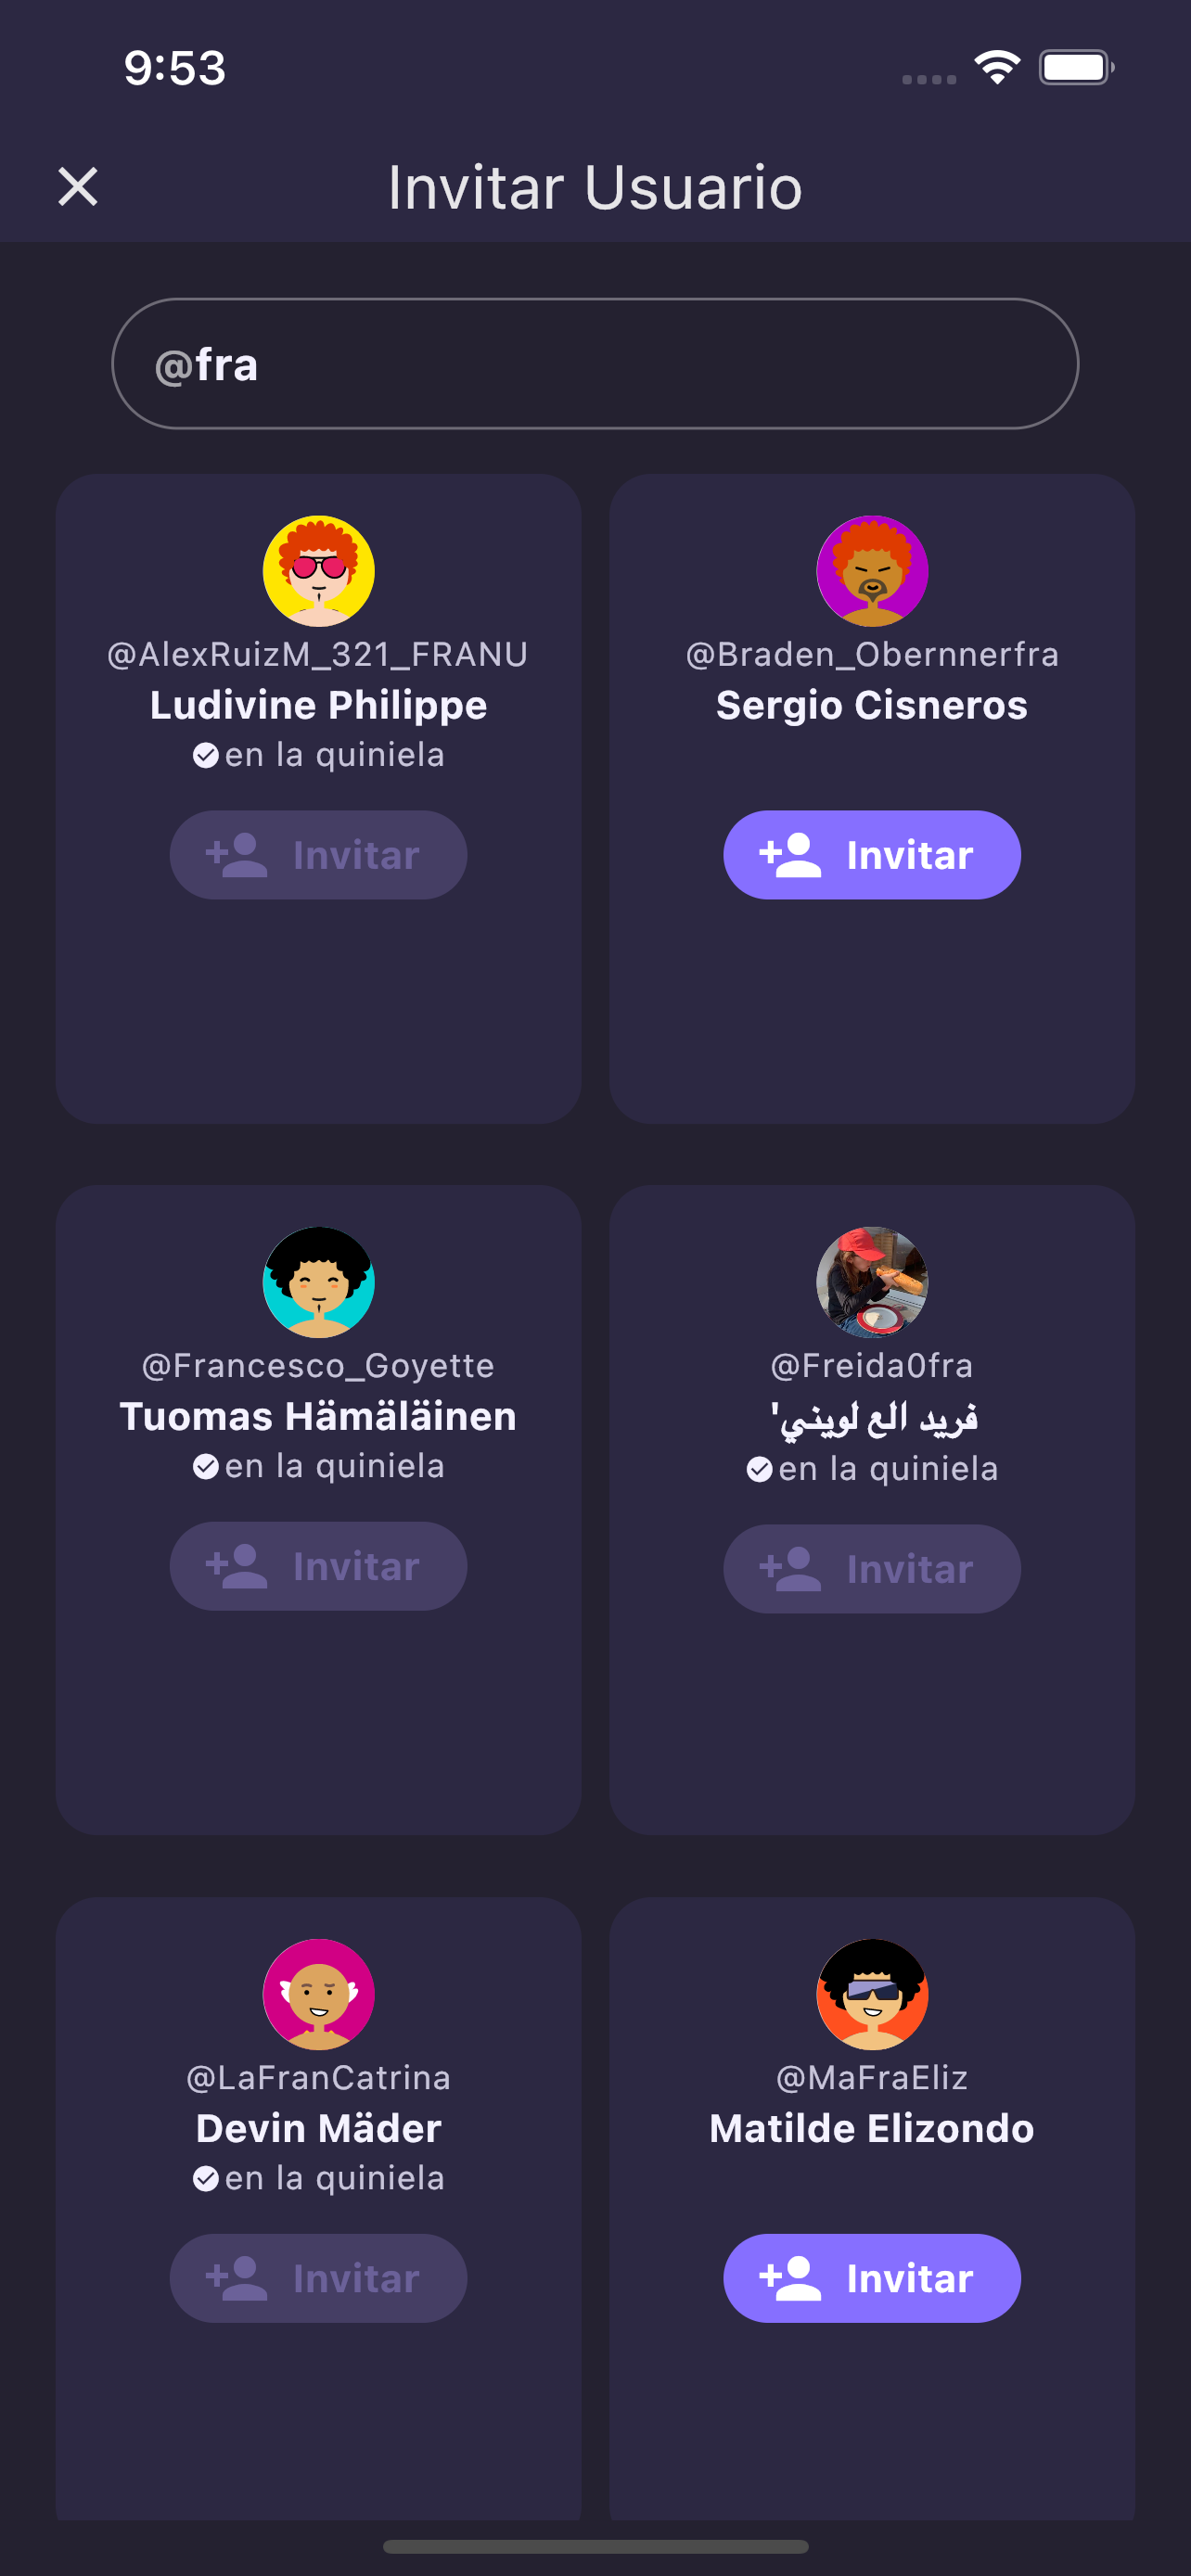 9:53
Invitar Usuario
@fra
@AlexRuizM_321_FRANU
Ludivine Philippe
en la quiniela
Invitar
@Braden_Obernnerfra
Sergio Cisneros
Invitar
@Francesco_Goyette
Tuomas Hämäläinen
en la quiniela
Invitar
@Freida0fra
فريد الع لويني'
en la quiniela
Invitar
@LaFranCatrina
Devin Mäder
en la quiniela
Invitar
@MaFraEliz
Matilde Elizondo
Invitar